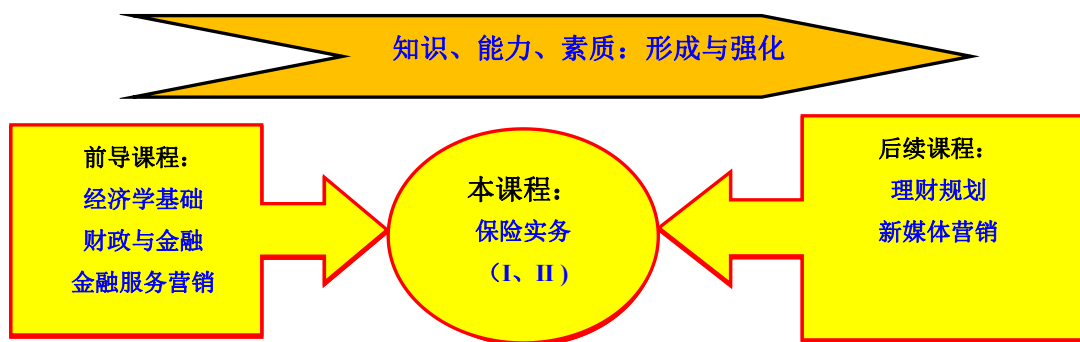 知识、能力、素质：形成与强化
前导课程：
经济学基础
财政与金融
金融服务营销
本课程：
保险实务
（I、II )
后续课程：
理财规划
新媒体营销